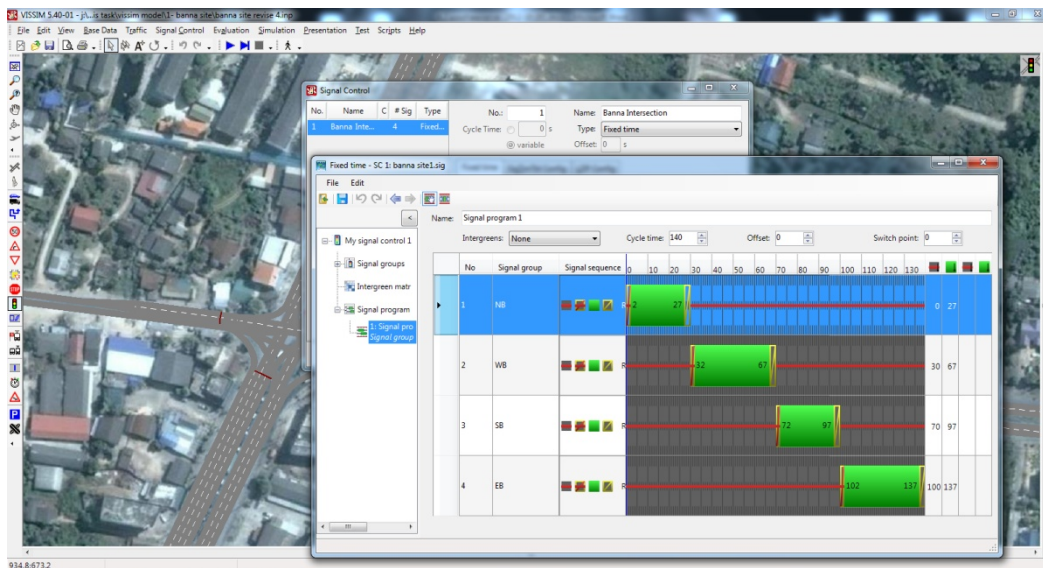 VISSIM 5.40-01 - j:\...is task\vissim model\1- banna site\banna site revise 4.inp
File Edit View Base Data Traffic Signal Control Evaluation Simulation Presentation Test Scripts Help
Signal Control
No. Name C # Sig Type
1 Banna Inte... 4 Fixed...
No.: 1 Name: Banna Intersection
Cycle Time: 0 s Type: Fixed time
variable Offset: 0 s
Fixed time - SC 1: banna site1.sig
File Edit
Name: Signal program 1
Intergreens: None Cycle time: 140 Offset: 0 Switch point: 0
My signal control 1
Signal groups
Intergreen matr
Signal program
1: Signal pro
Signal group
No Signal group Signal sequence 0 10 20 30 40 50 60 70 80 90 100 110 120 130
1 NB R 2 27 0 27
2 WB R 32 67 30 67
3 SB R 72 97 70 97
4 EB R 102 137 100 137
934.8:673.2